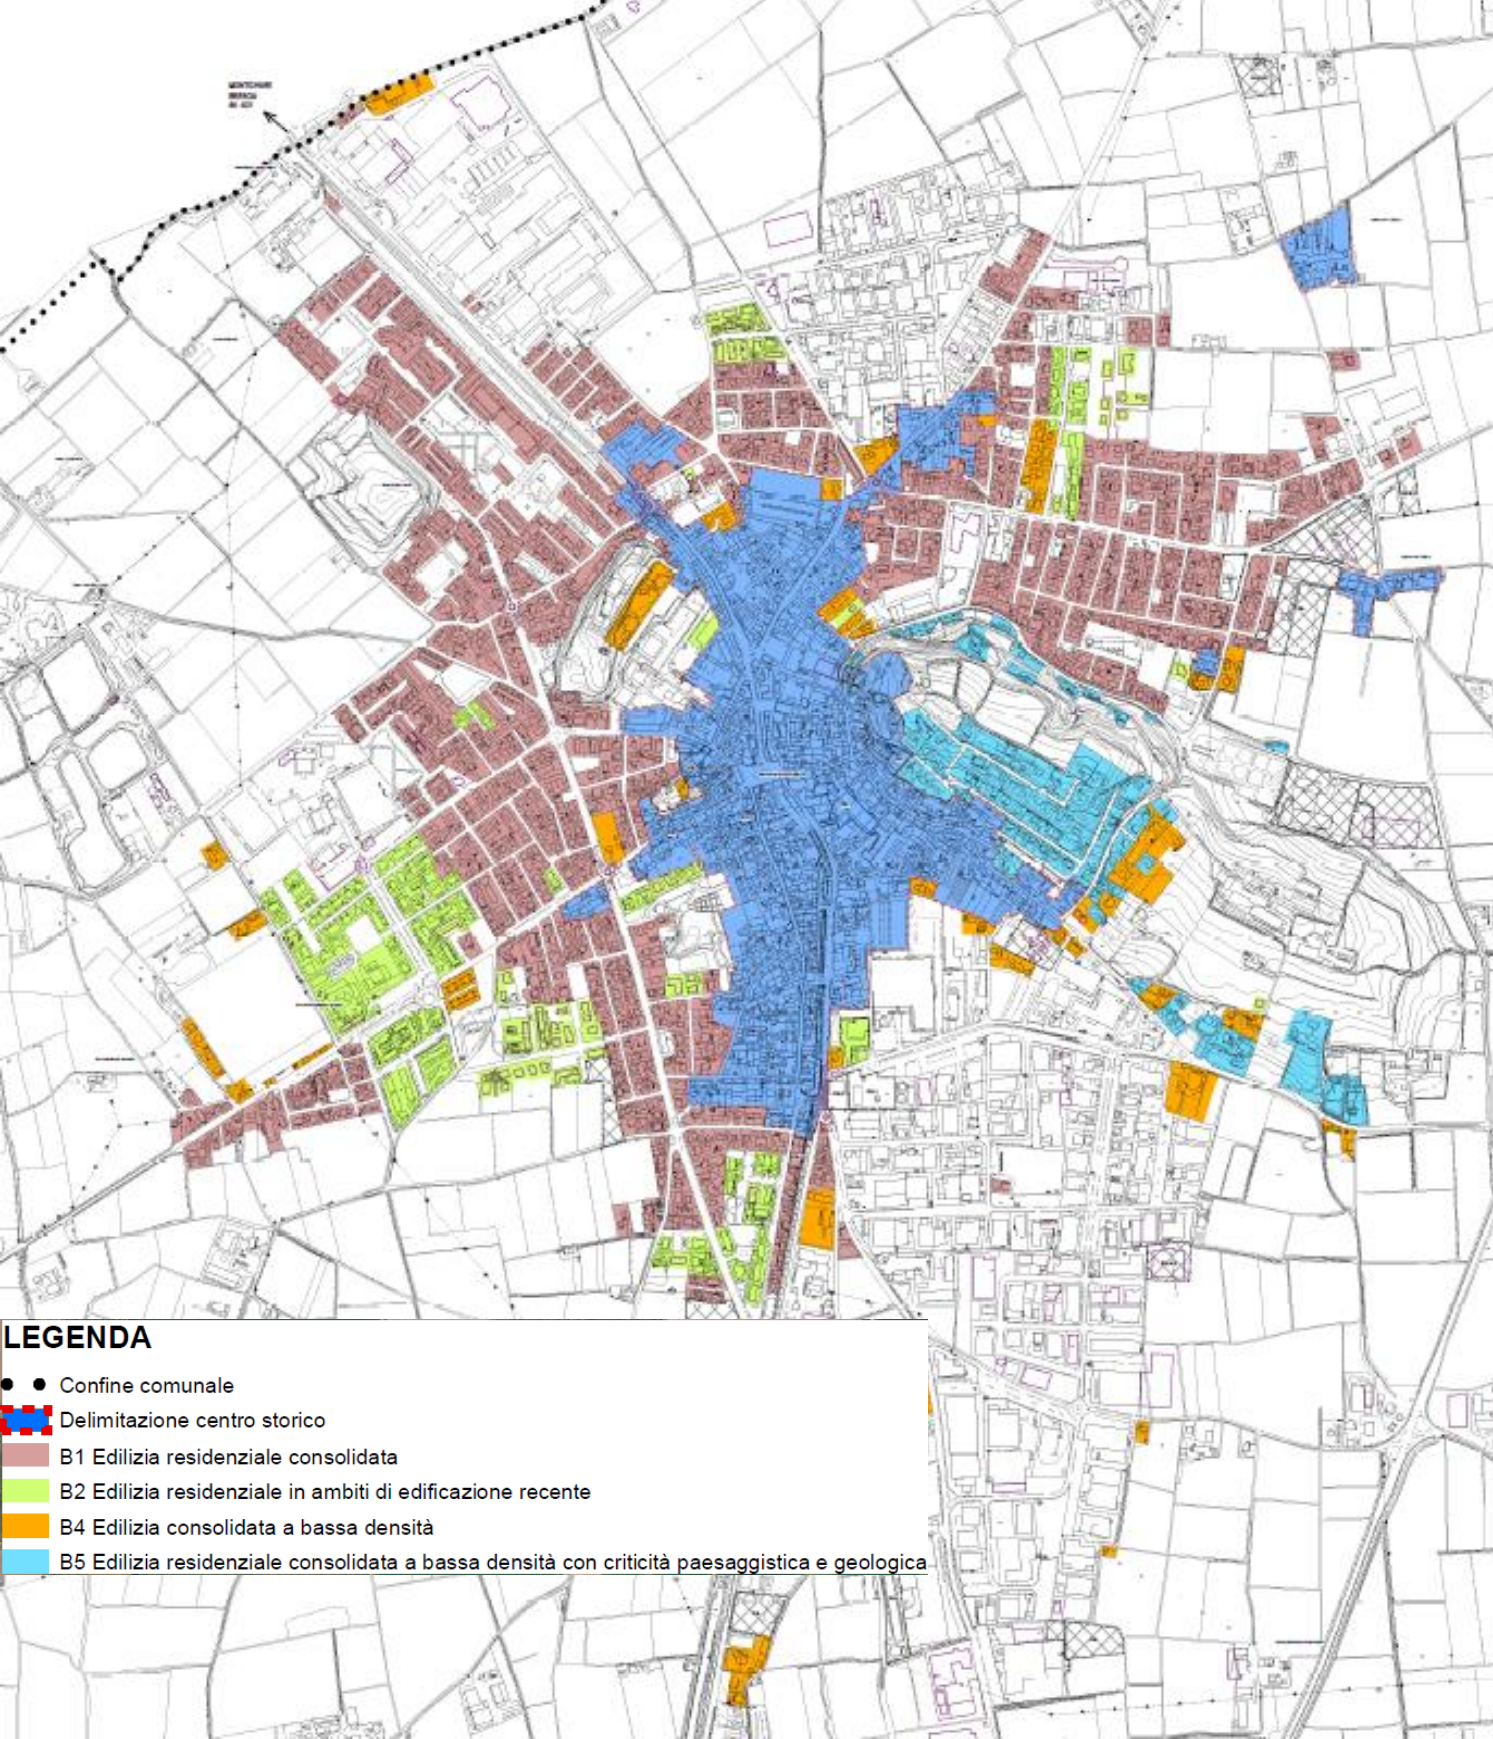 LEGENDA
Confine comunale
Delimitazione centro storico
B1 Edilizia residenziale consolidata
B2 Edilizia residenziale in ambiti di edificazione recente
B4 Edilizia consolidata a bassa densità
B5 Edilizia residenziale consolidata a bassa densità con criticità paesaggistica e geologica